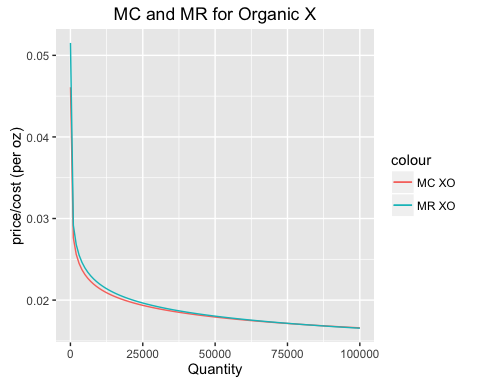 MC and MR for Organic X
price/cost (per oz)
0.05
0.04
0.03
0.02
0 25000 50000 75000 100000
Quantity
colour
MC XO
MR XO